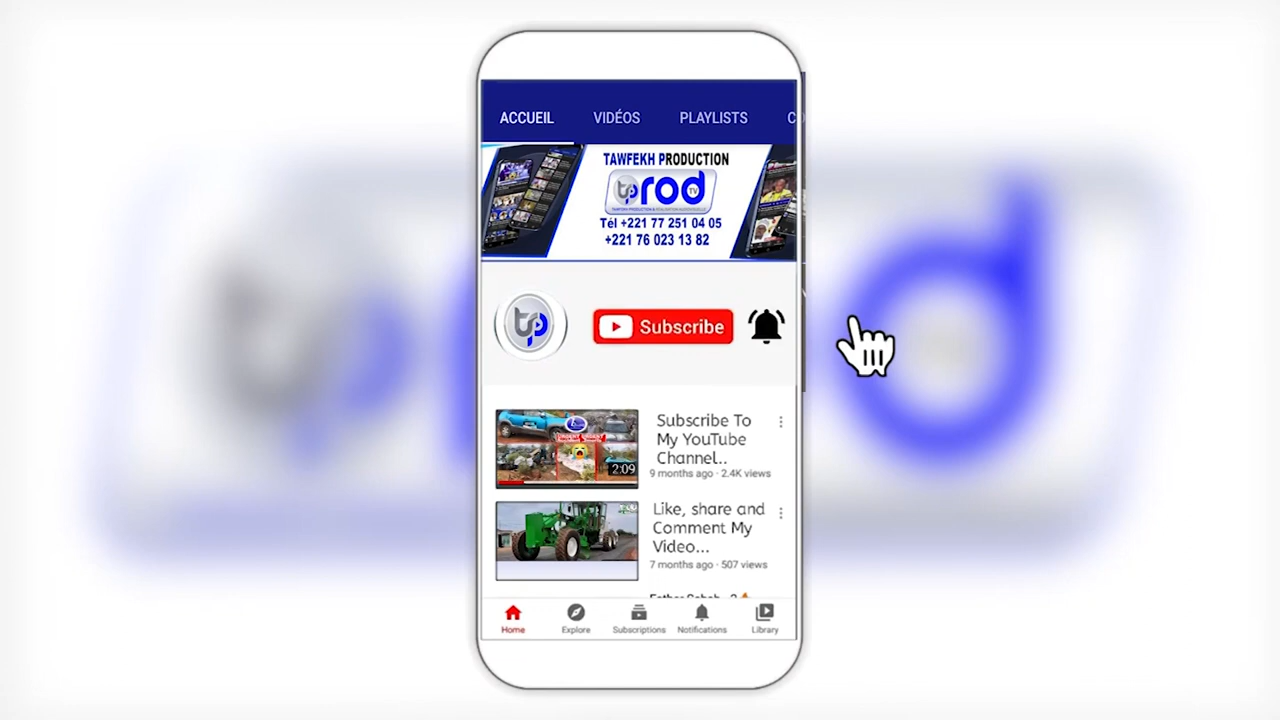 ACCUEIL VIDÉOS PLAYLISTS
TAWFEKH PRODUCTION
tprod TV
Tél +221 77 251 04 05
+221 76 023 13 82
tp
Subscribe
2:09
Subscribe To
My YouTube
Channel..
9 months ago · 2.4K views
Like, share and
Comment My
Video...
7 months ago · 507 views
Home Explore Subscriptions Notifications Library